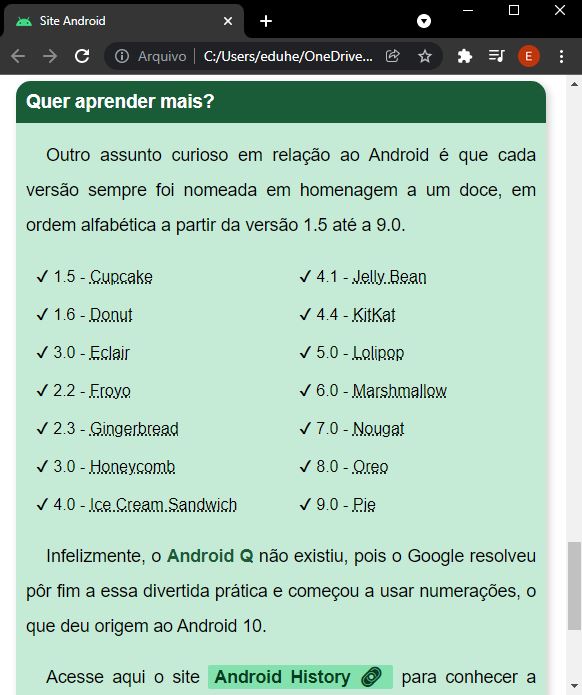 Site Android
Arquivo | C:/Users/eduhe/OneDrive...
E
Quer aprender mais?
Outro assunto curioso em relação ao Android é que cada
versão sempre foi nomeada em homenagem a um doce, em
ordem alfabética a partir da versão 1.5 até a 9.0.
✓ 1.5 - Cupcake
✓ 1.6 - Donut
✓ 3.0 - Eclair
✓ 2.2 - Froyo
✓ 2.3 - Gingerbread
✓ 3.0 - Honeycomb
✓ 4.0 - Ice Cream Sandwich
✓ 4.1 - Jelly Bean
✓ 4.4 - KitKat
✓ 5.0 - Lolipop
✓ 6.0 - Marshmallow
✓ 7.0 - Nougat
✓ 8.0 - Oreo
✓ 9.0 - Pie
Infelizmente, o Android Q não existiu, pois o Google resolveu
pôr fim a essa divertida prática e começou a usar numerações, o
que deu origem ao Android 10.
Acesse aqui o site Android History para conhecer a